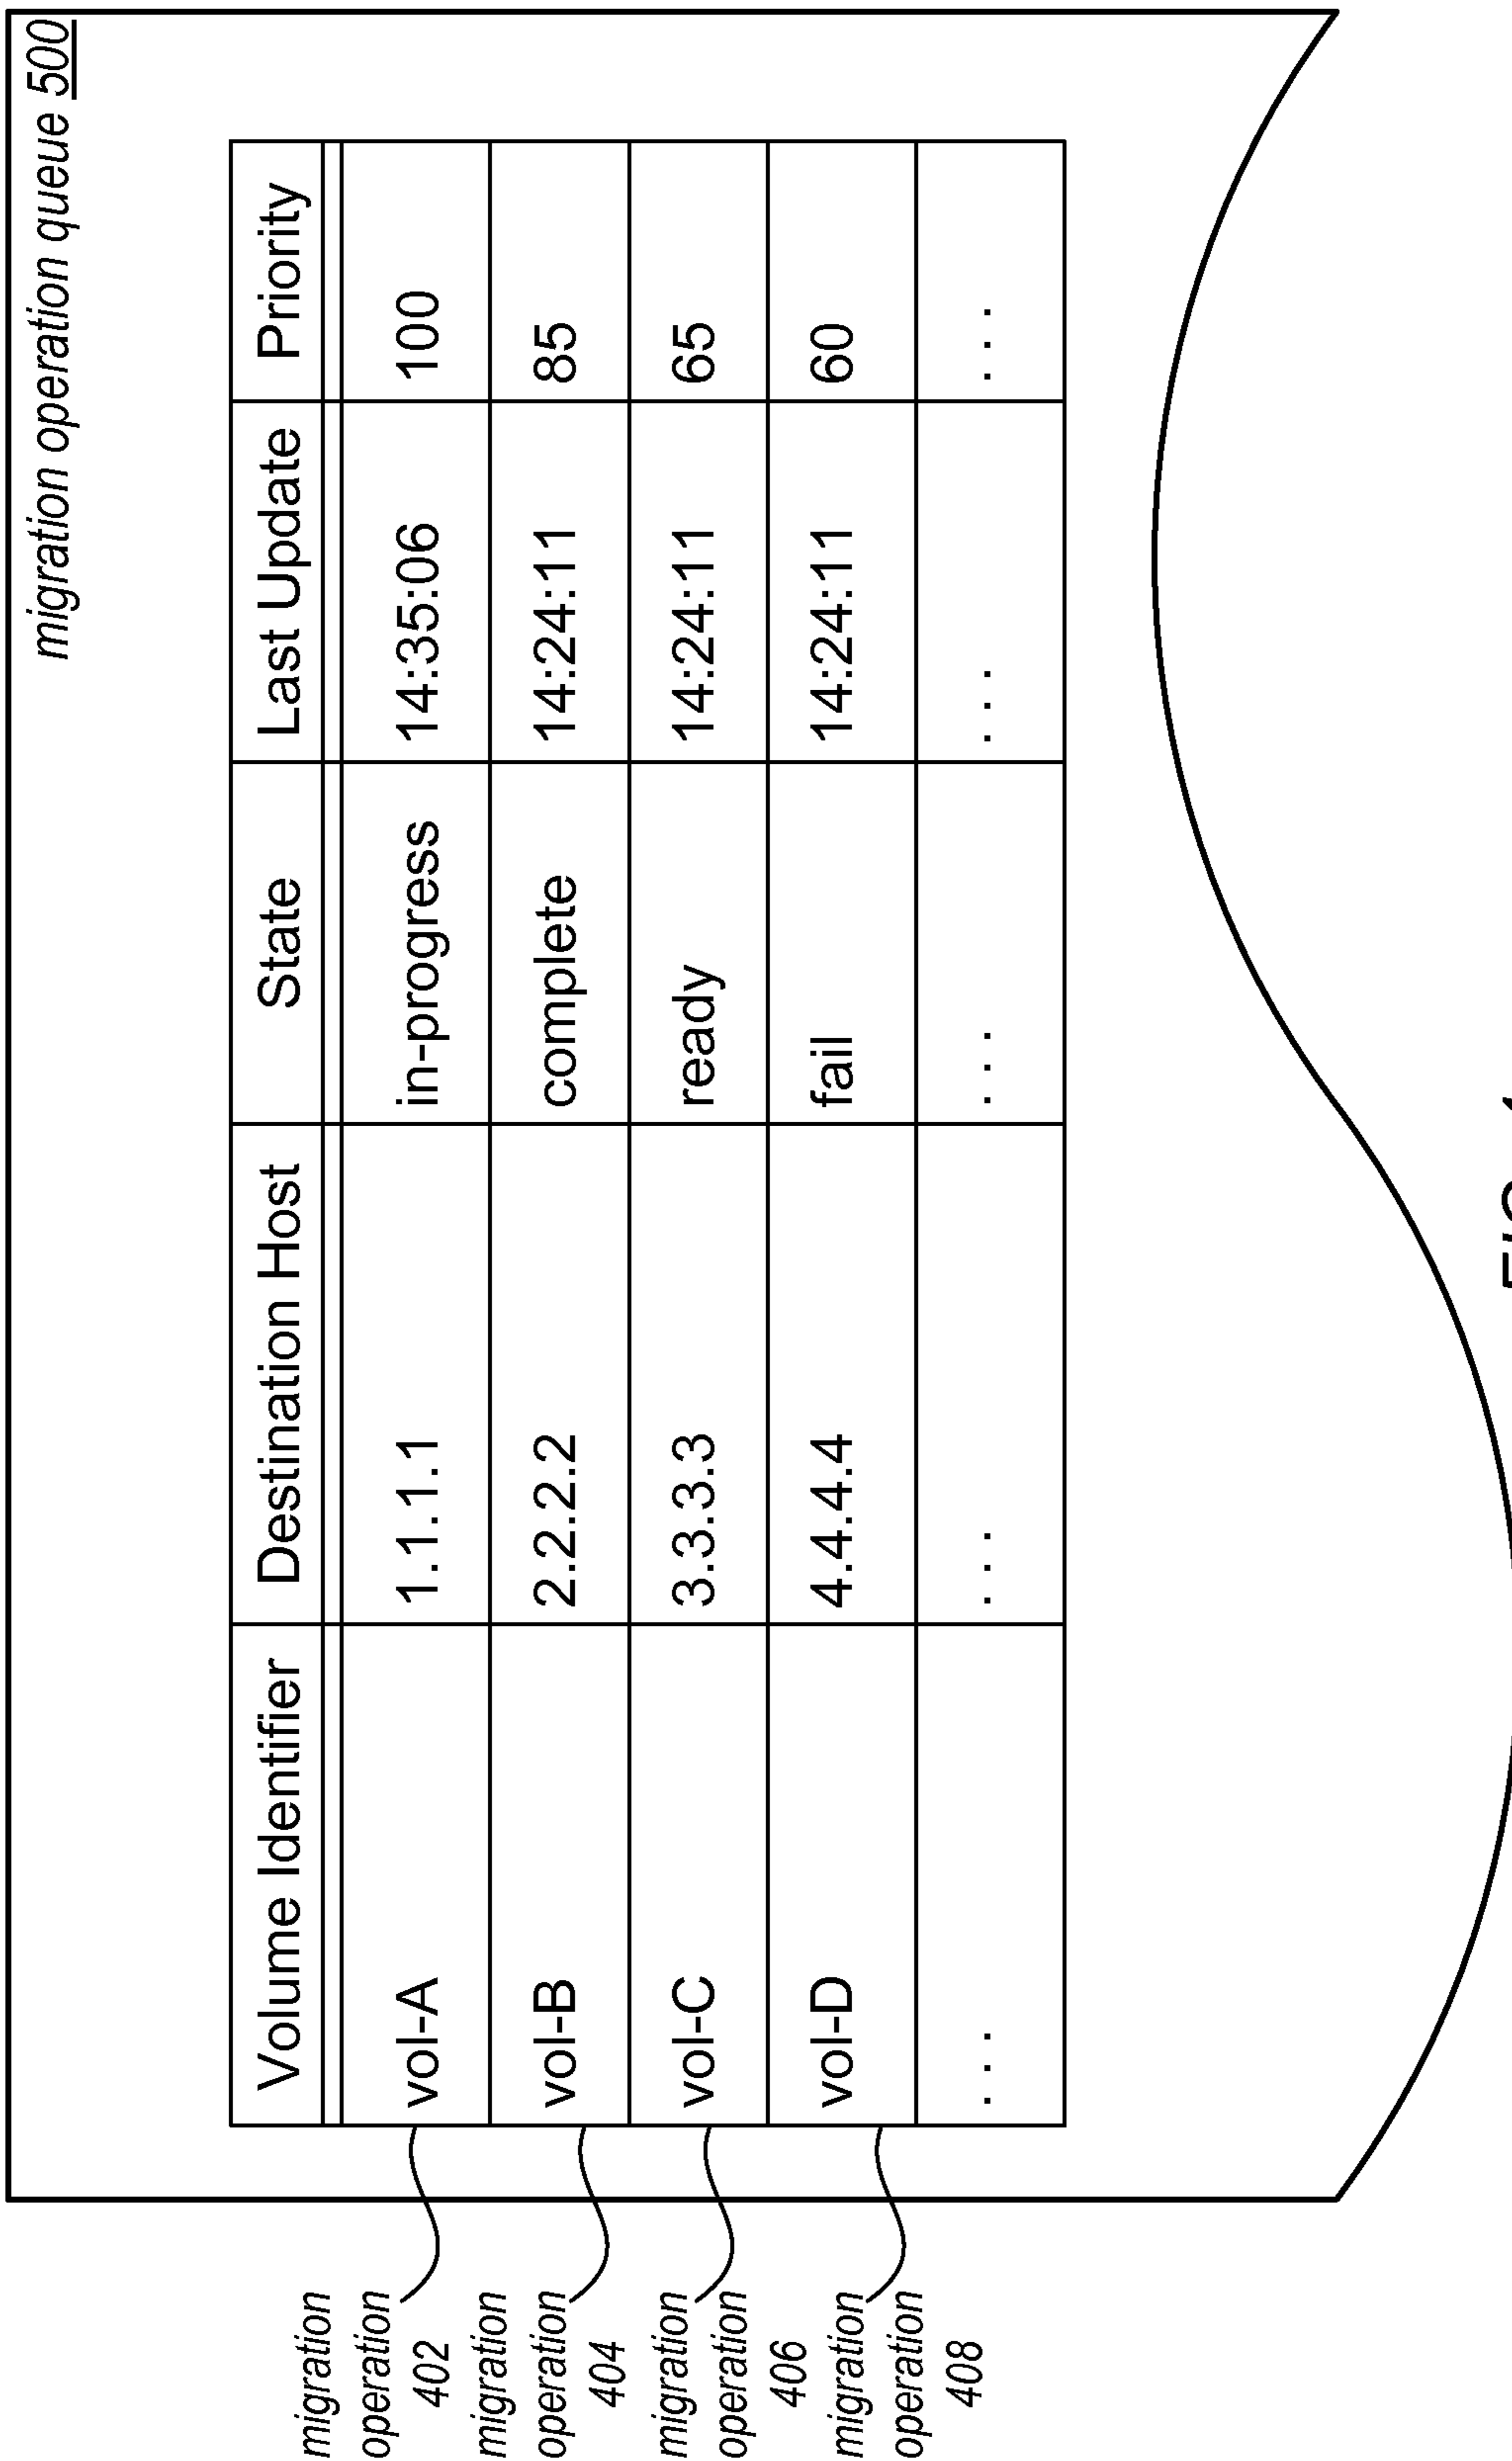 migration operation queue 500
Volume Identifier Destination Host State Last Update Priority
migration operation 402
vol-A 1.1.1.1 in-progress 14:35:06 100
migration operation 404
vol-B 2.2.2.2 complete 14:24:11 85
migration operation 406
vol-C 3.3.3.3 ready 14:24:11 65
migration operation 408
vol-D 4.4.4.4 fail 14:24:11 60
. . . . . . . . . . . . . . .